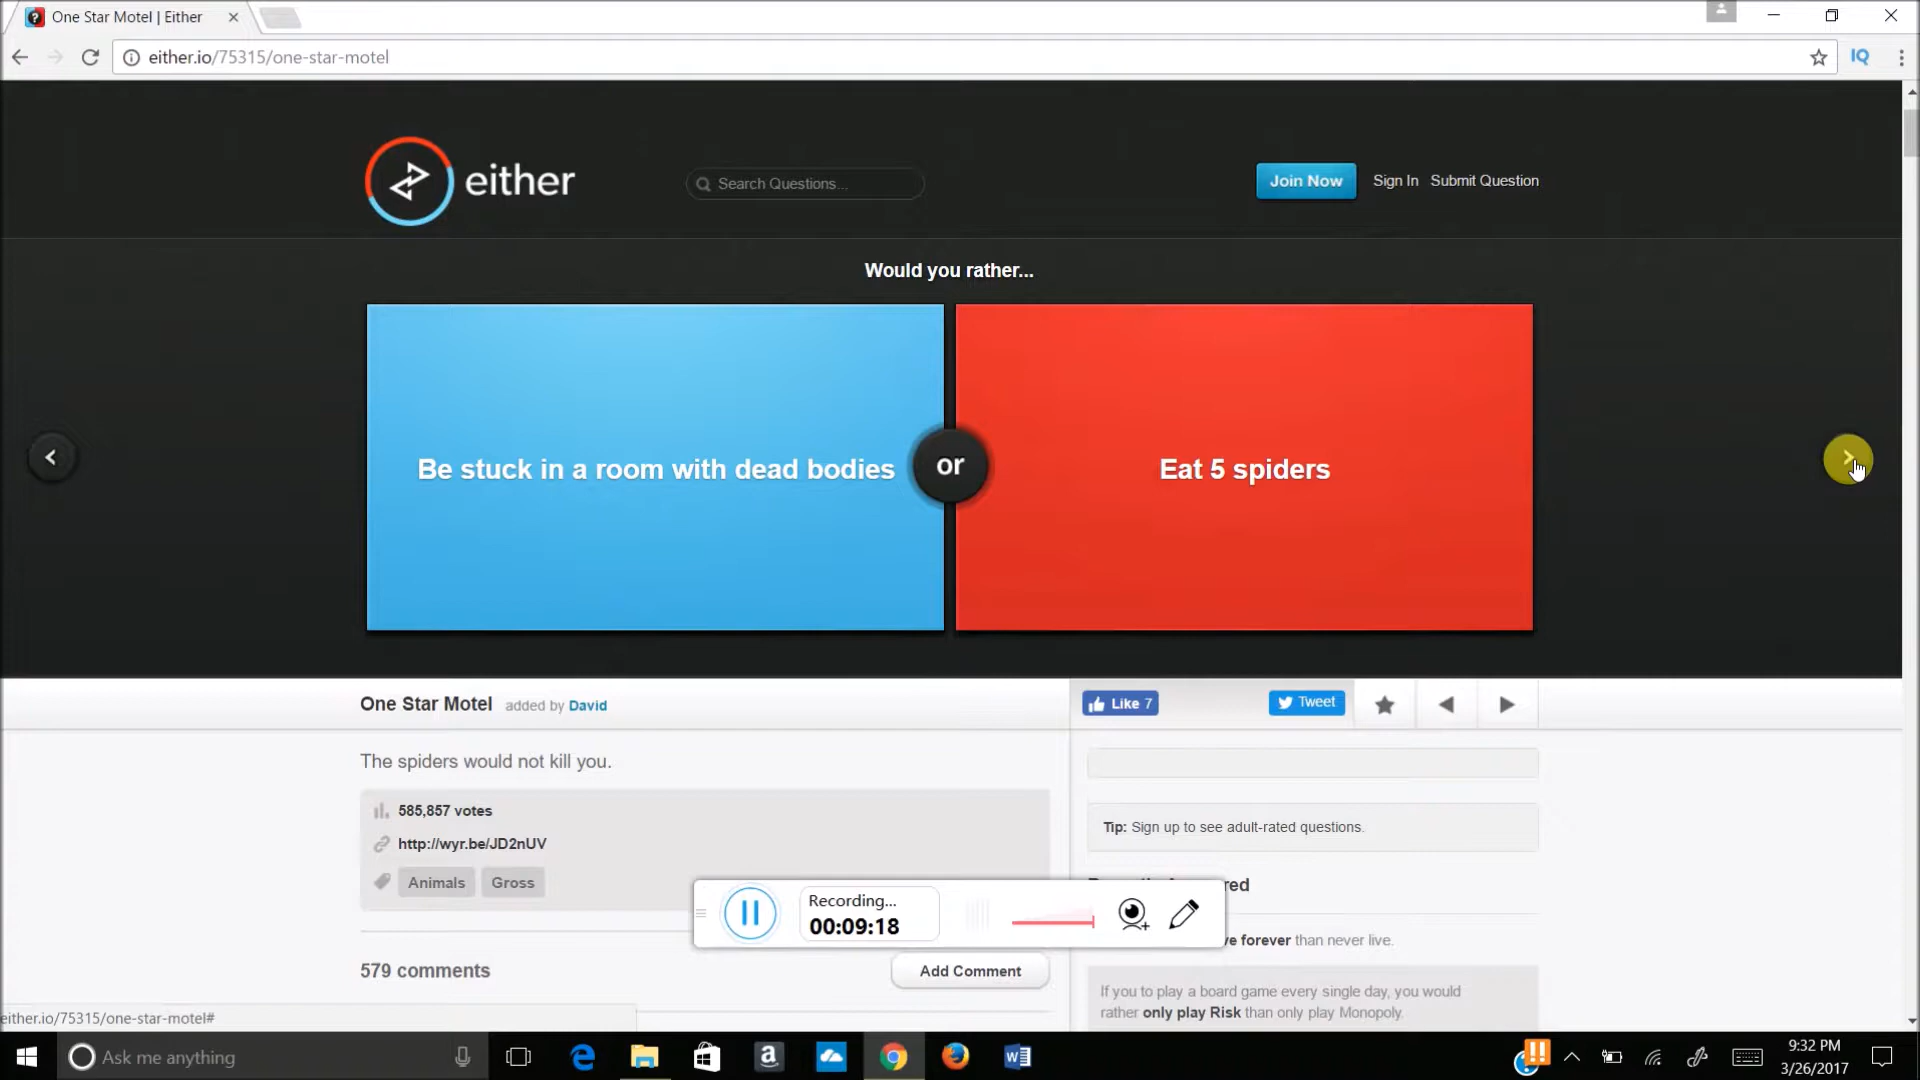 One Star Motel | Either
either.io/75315/one-star-motel
IQ
either
Search Questions...
Join Now
Sign In
Submit Question
Would you rather...
Be stuck in a room with dead bodies
or
Eat 5 spiders
One Star Motel added by David
Like 7
Tweet
The spiders would not kill you.
585,857 votes
http://wyr.be/JD2nUV
Animals Gross
Tip: Sign up to see adult-rated questions.
Recording...
00:09:18
forever than never live.
579 comments
Add Comment
If you to play a board game every single day, you would
rather only play Risk than only play Monopoly.
either.io/75315/one-star-motel#
Ask me anything
9:32 PM
3/26/2017